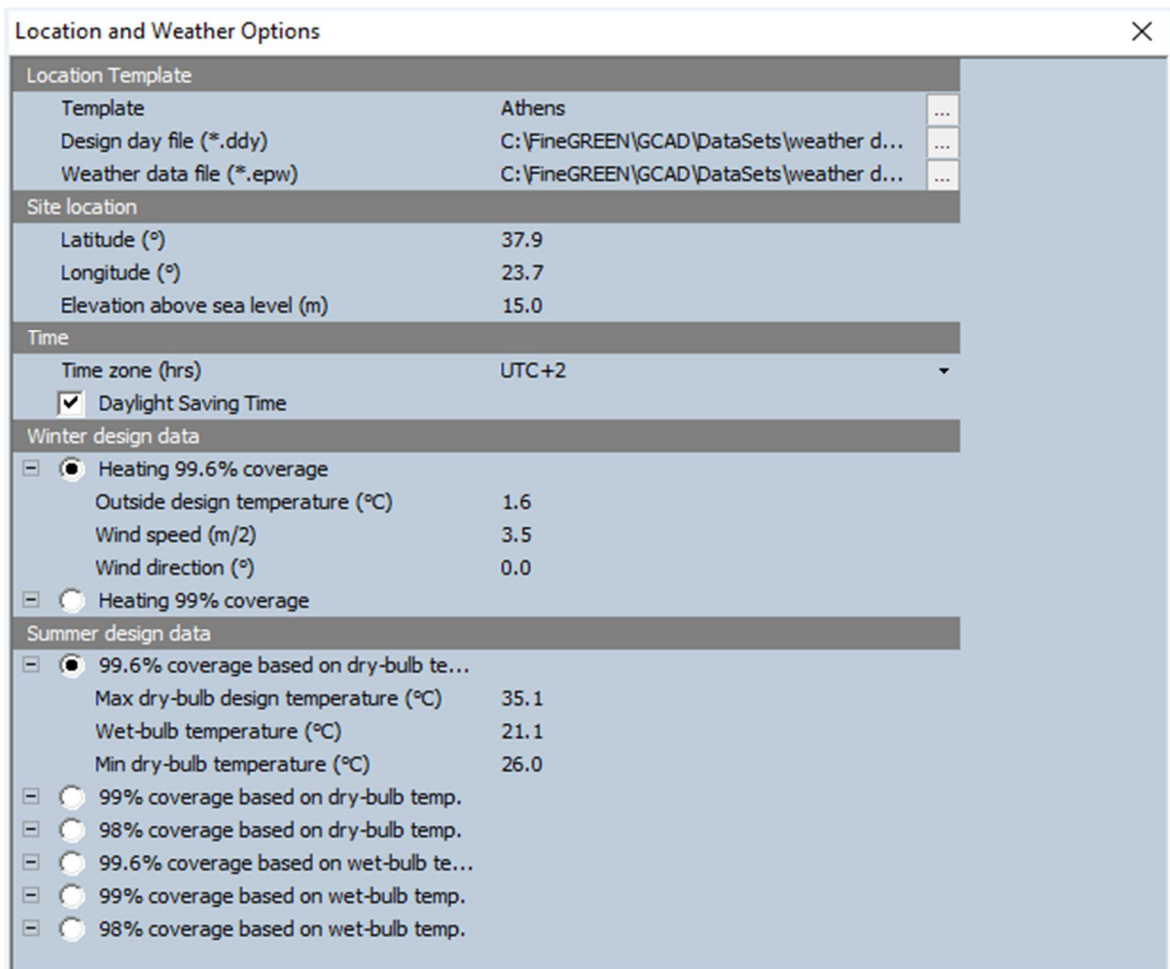 Location and Weather Options
Location Template
Template Athens ...
Design day file (*.ddy) C:\FineGREEN\GCAD\DataSets\weather d... ...
Weather data file (*.epw) C:\FineGREEN\GCAD\DataSets\weather d... ...
Site location
Latitude (º) 37.9
Longitude (º) 23.7
Elevation above sea level (m) 15.0
Time
Time zone (hrs) UTC+2
Daylight Saving Time
Winter design data
Heating 99.6% coverage
Outside design temperature (ºC) 1.6
Wind speed (m/2) 3.5
Wind direction (º) 0.0
Heating 99% coverage
Summer design data
99.6% coverage based on dry-bulb te...
Max dry-bulb design temperature (ºC) 35.1
Wet-bulb temperature (ºC) 21.1
Min dry-bulb temperature (ºC) 26.0
99% coverage based on dry-bulb temp.
98% coverage based on dry-bulb temp.
99.6% coverage based on wet-bulb te...
99% coverage based on wet-bulb temp.
98% coverage based on wet-bulb temp.